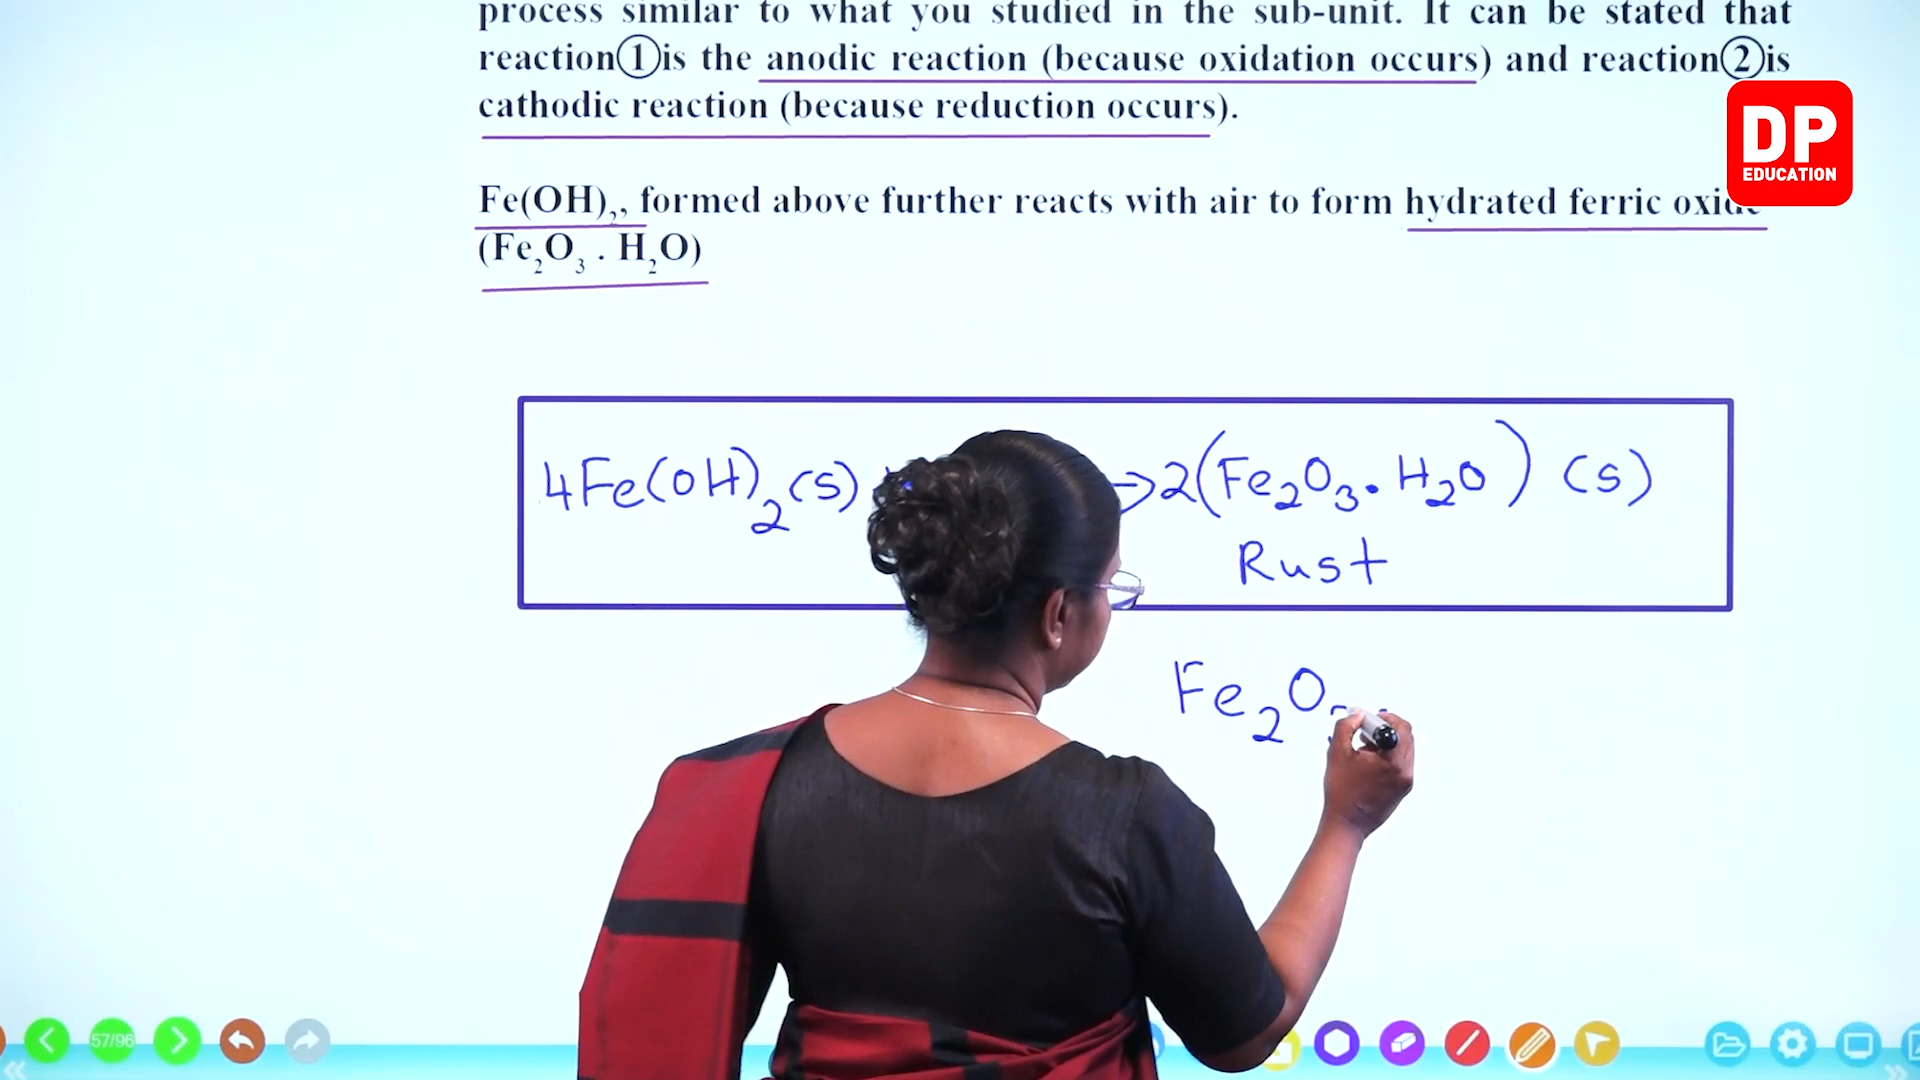 process similar to what you studied in the sub-unit. It can be stated that
reaction①is the anodic reaction (because oxidation occurs) and reaction②is
cathodic reaction (because reduction occurs).
DP
EDUCATION
Fe(OH)₂, formed above further reacts with air to form hydrated ferric oxide
(Fe₂O₃ . H₂O)
4Fe(OH)₂(s) →2(Fe₂O₃.H₂O) (s)
Rust
Fe₂O
57/96